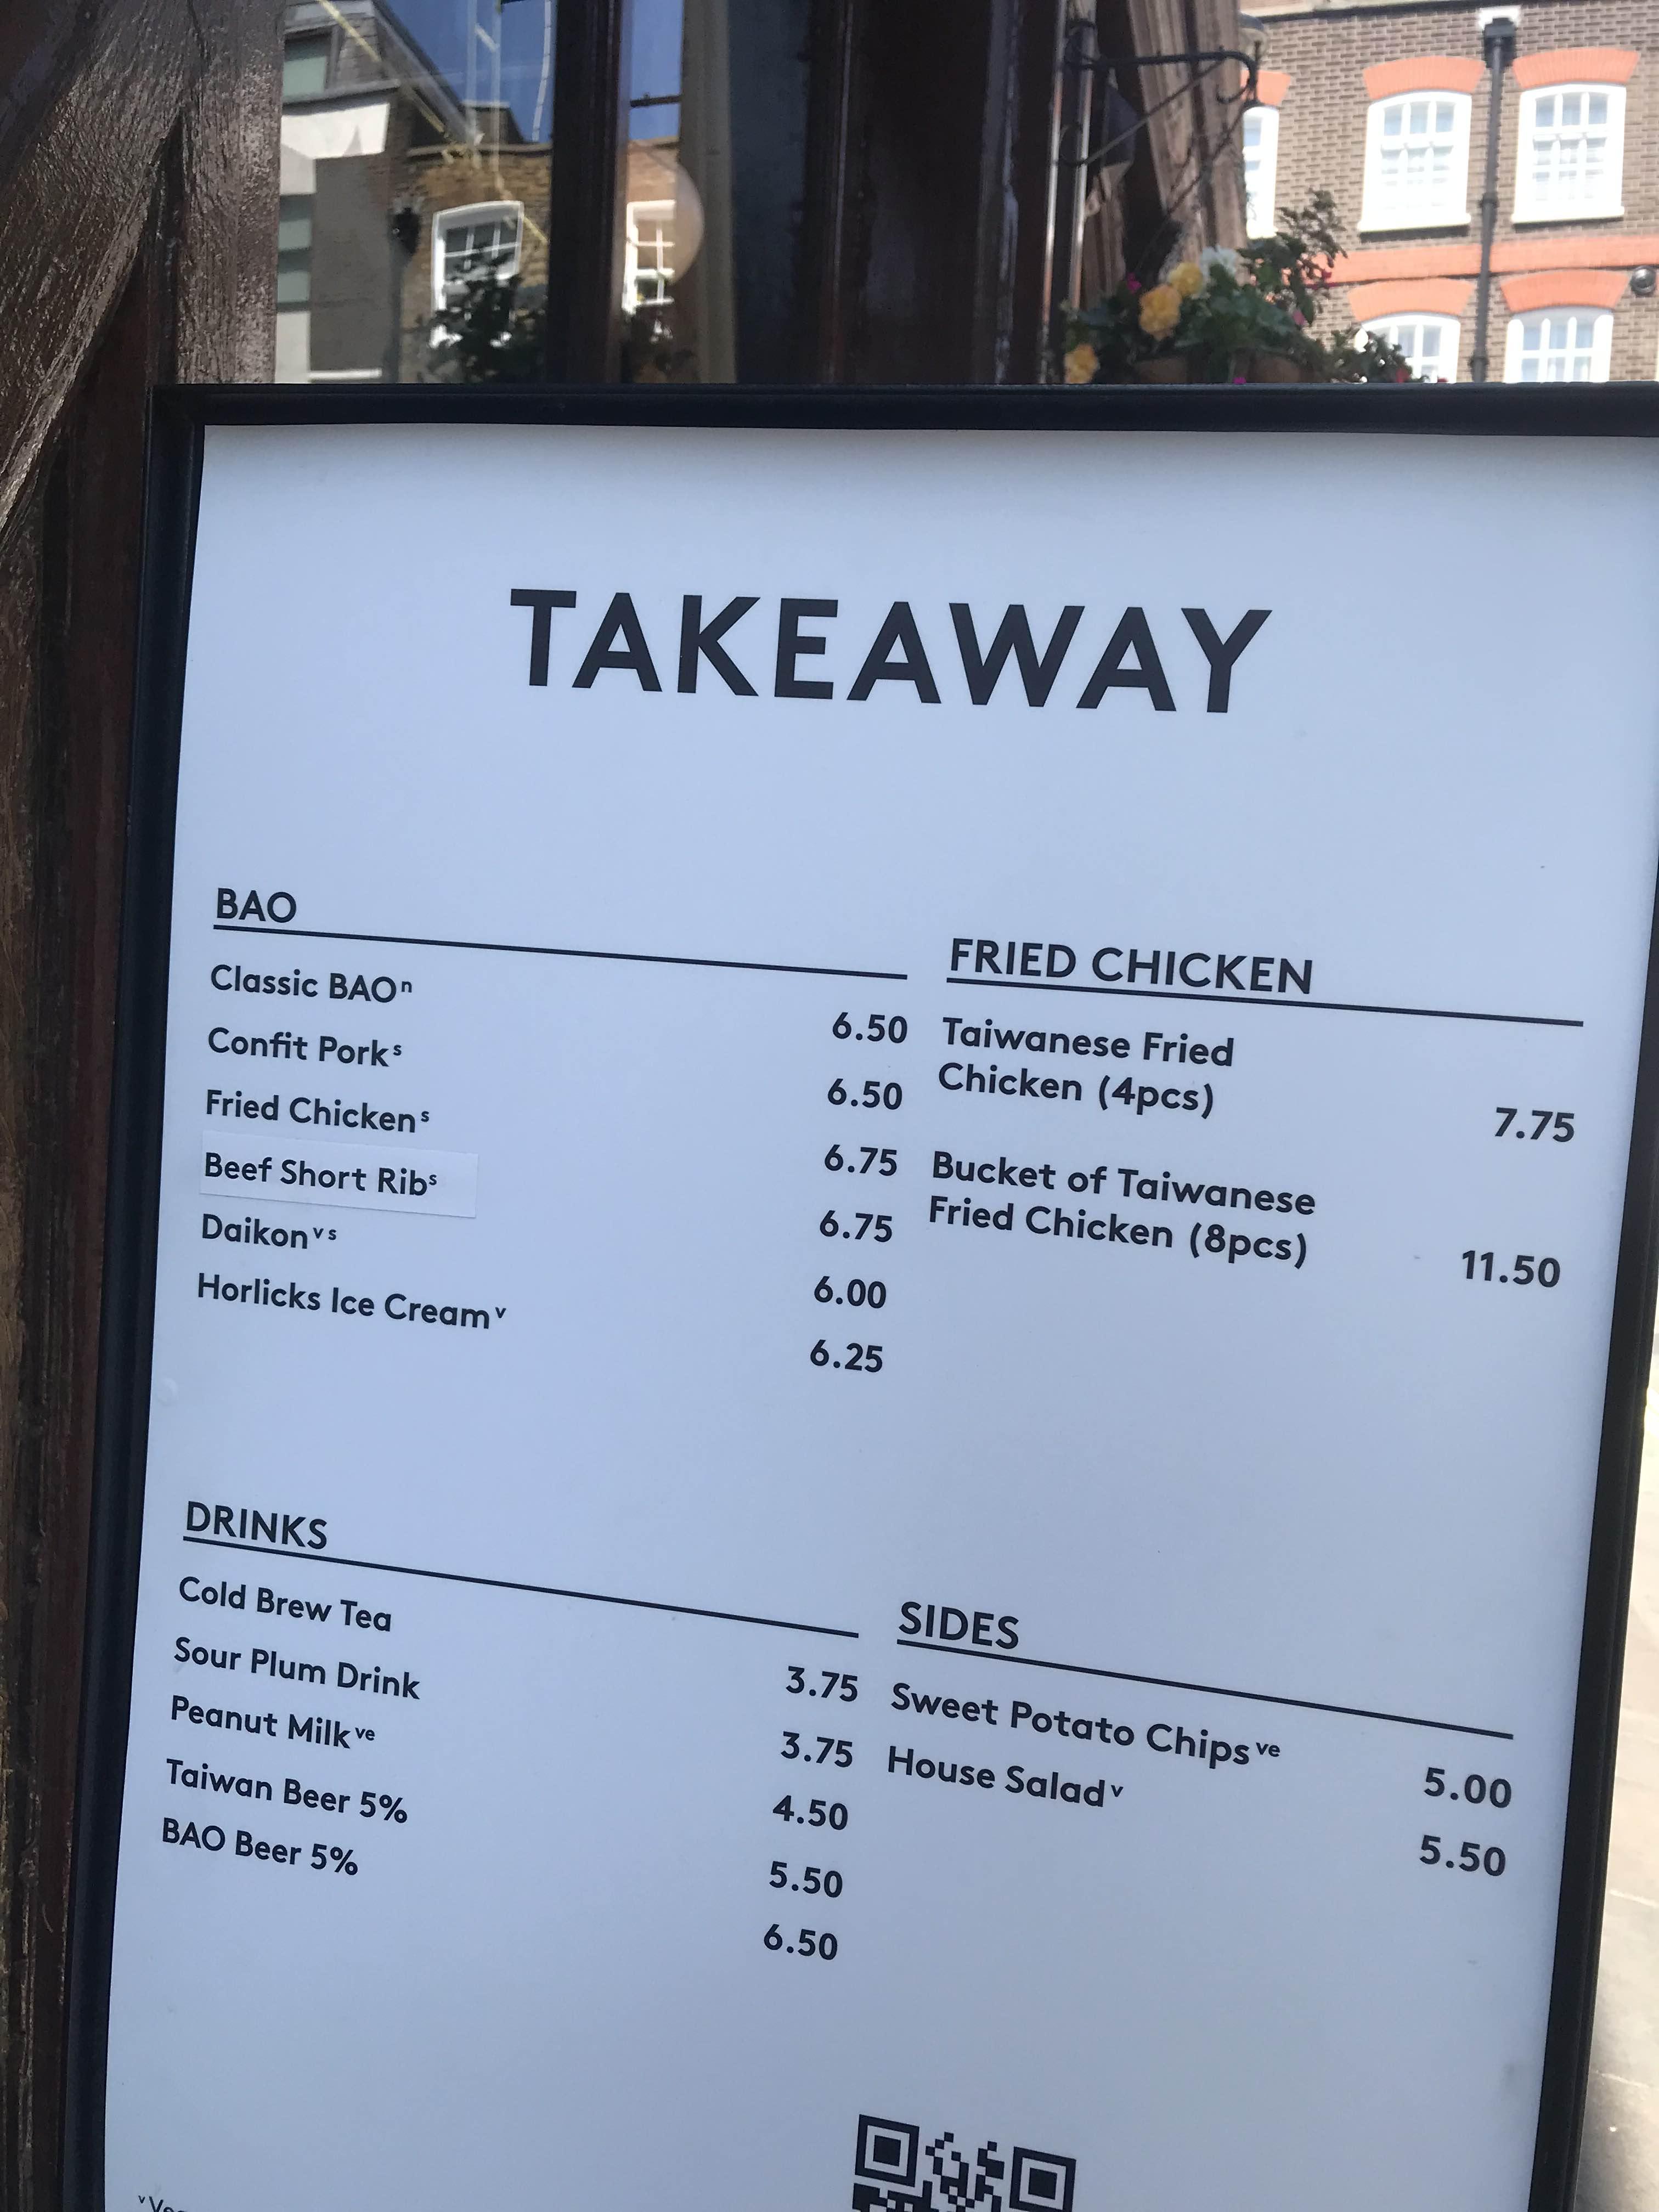 TAKEAWAY
BAO
Classic BAOⁿ 6.50
Confit Porkˢ 6.50
Fried Chickenˢ 6.75
Beef Short Ribˢ 6.75
Daikonᵛ ˢ 6.00
Horlicks Ice Creamᵛ 6.25
FRIED CHICKEN
Taiwanese Fried
Chicken (4pcs) 7.75
Bucket of Taiwanese
Fried Chicken (8pcs) 11.50
DRINKS
Cold Brew Tea 3.75
Sour Plum Drink 3.75
Peanut Milkᵛᵉ 4.50
Taiwan Beer 5% 5.50
BAO Beer 5% 6.50
SIDES
Sweet Potato Chipsᵛᵉ 5.00
House Saladᵛ 5.50